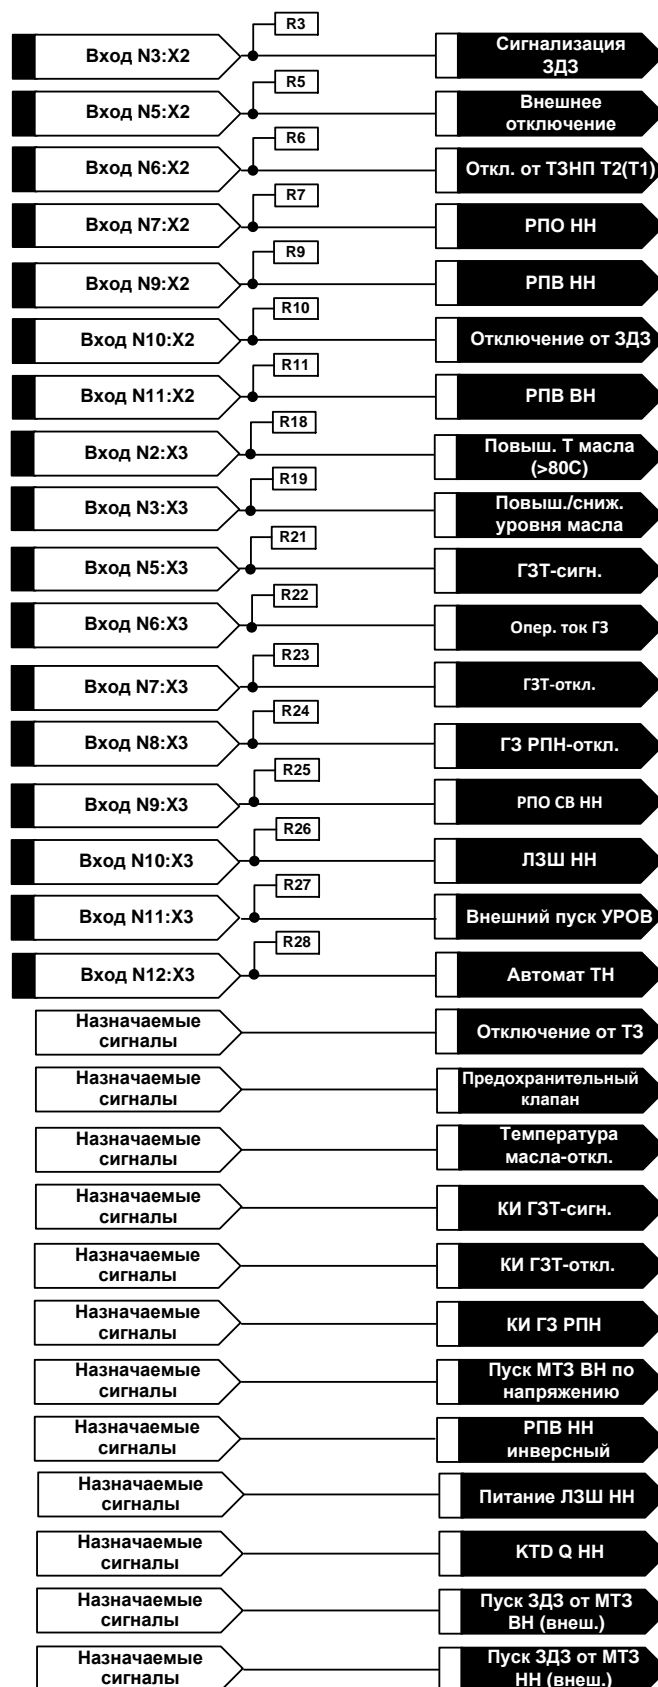 R3
Вход N3:X2
Сигнализация
ЗДЗ
R5
Вход N5:X2
Внешнее
отключение
R6
Вход N6:X2
Откл. от ТЗНП Т2(Т1)
R7
Вход N7:X2
РПО НН
R9
Вход N9:X2
РПВ НН
R10
Вход N10:X2
Отключение от ЗДЗ
R11
Вход N11:X2
РПВ ВН
R18
Вход N2:X3
Повыш. Т масла
(>80С)
R19
Вход N3:X3
Повыш./сниж.
уровня масла
R21
Вход N5:X3
ГЗТ-сигн.
R22
Вход N6:X3
Опер. ток ГЗ
R23
Вход N7:X3
ГЗТ-откл.
R24
Вход N8:X3
ГЗ РПН-откл.
R25
Вход N9:X3
РПО СВ НН
R26
Вход N10:X3
ЛЗШ НН
R27
Вход N11:X3
Внешний пуск УРОВ
R28
Вход N12:X3
Автомат ТН
Назначаемые
сигналы
Отключение от ТЗ
Назначаемые
сигналы
Предохранительный
клапан
Назначаемые
сигналы
Температура
масла-откл.
Назначаемые
сигналы
КИ ГЗТ-сигн.
Назначаемые
сигналы
КИ ГЗТ-откл.
Назначаемые
сигналы
КИ ГЗ РПН
Назначаемые
сигналы
Пуск МТЗ ВН по
напряжению
Назначаемые
сигналы
РПВ НН
инверсный
Назначаемые
сигналы
Питание ЛЗШ НН
Назначаемые
сигналы
KTD Q НН
Назначаемые
сигналы
Пуск ЗДЗ от МТЗ
ВН (внеш.)
Назначаемые
сигналы
Пуск ЗДЗ от МТЗ
НН (внеш.)